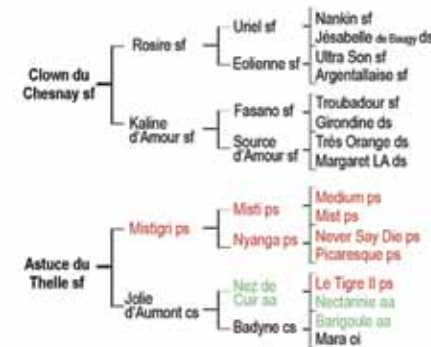 Nankin sf
Uriel sf
Jésabelle de Baugy ds
Rosire sf
Ultra Son sf
Eolienne sf
Argentallaise sf
Clown du
Chesnay sf
Troubadour sf
Fasano sf
Girondine ds
Kaline
d'Amour sf
Source
d'Amour sf
Très Orange ds
Margaret LA ds
Medium ps
Misti ps
Mist ps
Mistigri ps
Never Say Die ps
Nyanga ps
Picaresque ps
Astuce du
Thelle sf
Le Tigre II ps
Nez de
Cuir aa
Nectarinie aa
Jolie
d'Aumont cs
Barigoule aa
Badyne cs
Mara oi